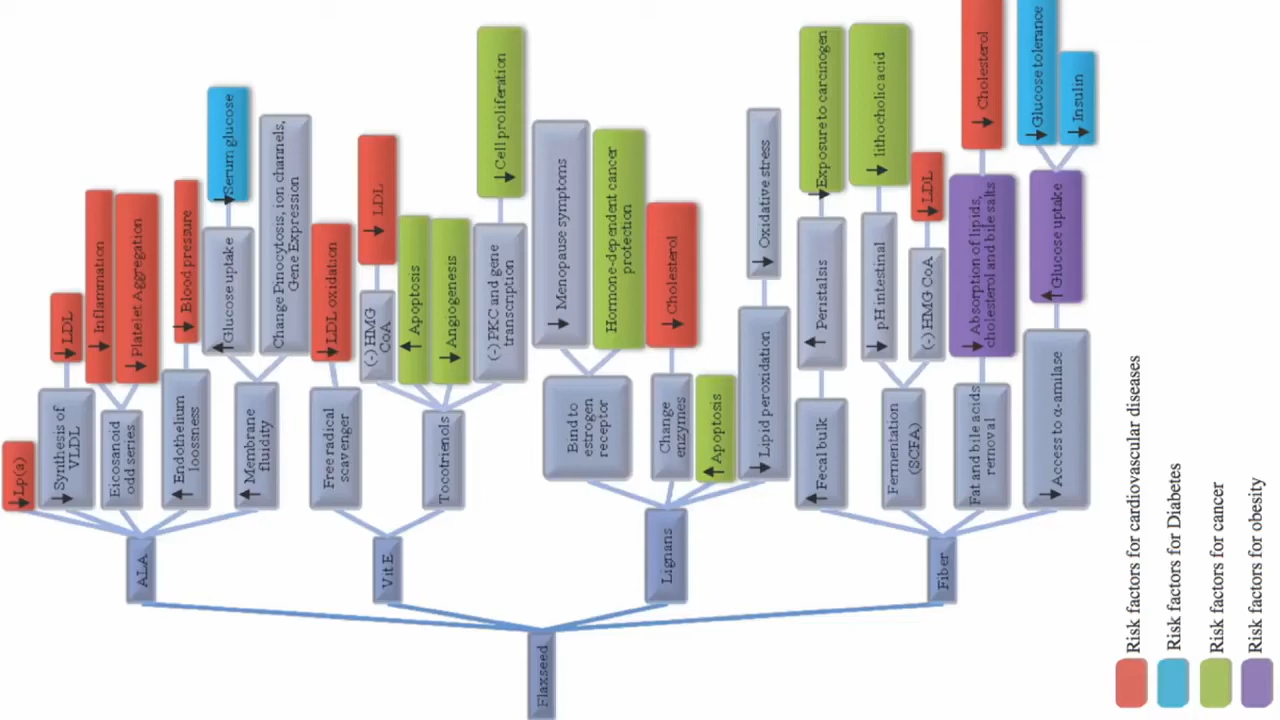 Flaxseed
ALA
↓Lp(a)
↓Synthesis of
VLDL
↓LDL
Eicosanoid
odd series
↓Inflammation
↓Platelet Aggregation
↑Endothelium
loossness
↓Blood pressure
↑Membrane
fluidity
↑Glucose uptake
↓Serum glucose
Change Pnocytosis, ion channels,
Gene Expression
Vit E
Free radical
scavenger
↓LDL oxidation
Tocotrienols
(-) HMG
CoA
↓LDL
↑Apoptosis
↓Angiogenesis
(-) PKC and gene
transcription
↓Cell proliferation
Lignans
Bind to
estrogen
receptor
↓Menopause symptoms
Hormone-dependent cancer
protection
Change
enzymes
↓Cholesterol
↑Apoptosis
↓Lipid peroxidation
↓Oxidative stress
Fiber
↑Fecal bulk
↑Peristalsis
↓Exposure to carcinogen
Fermentation
(SCFA)
↓pH intestinal
↓lithocholic acid
(-) HMG CoA
↓LDL
Fat and bile acids
removal
↓Absorption of lipids,
cholesterol and bile salts
↓Cholesterol
↓Access to α-amilase
↑Glucose uptake
↓Glucose tolerance
↓Insulin
Risk factors for cardiovascular diseases
Risk factors for Diabetes
Risk factors for cancer
Risk factors for obesity